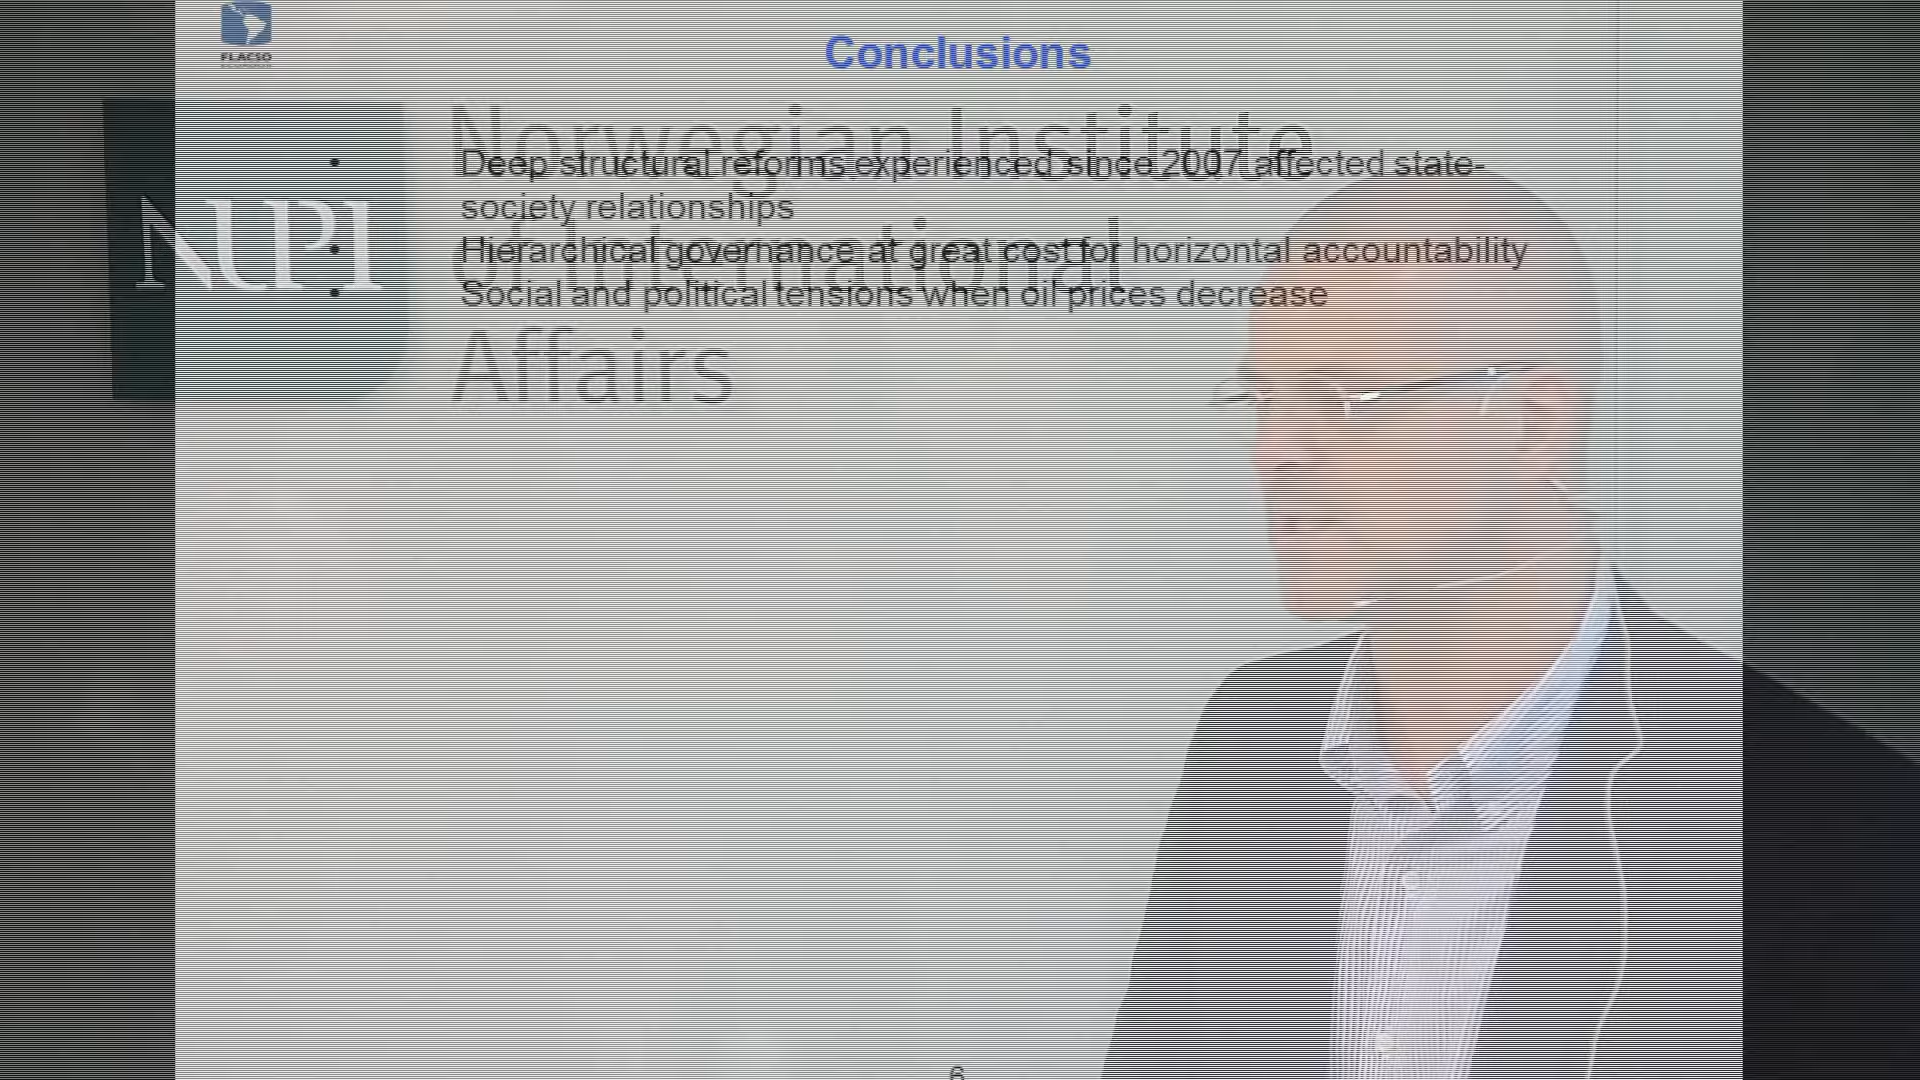 FLACSO
ECUADOR
Conclusions
NUPI
Norwegian Institute
of International
Affairs
• Deep structural reforms experienced since 2007 affected state-
society relationships
• Hierarchical governance at great cost for horizontal accountability
• Social and political tensions when oil prices decrease
6